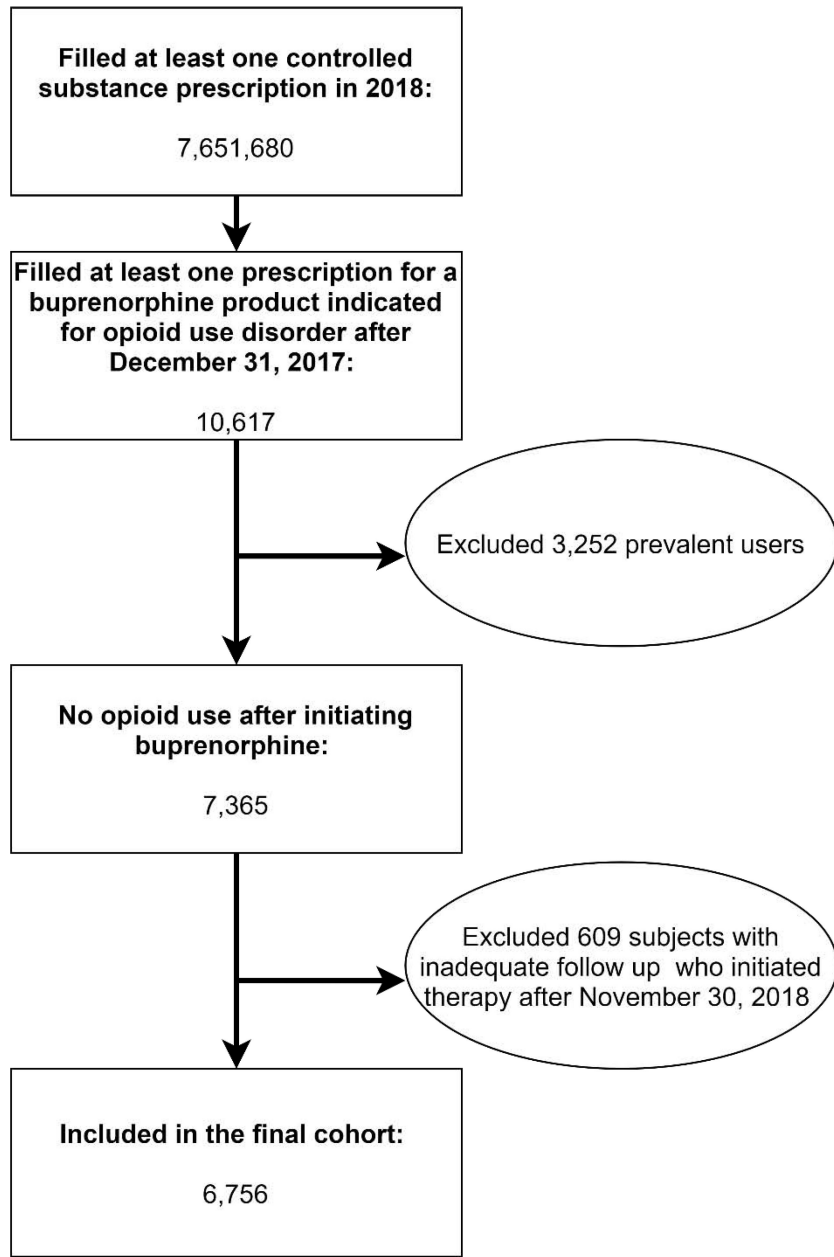 Filled at least one controlled
substance prescription in 2018:
7,651,680
Filled at least one prescription for a
buprenorphine product indicated
for opioid use disorder after
December 31, 2017:
10,617
Excluded 3,252 prevalent users
No opioid use after initiating
buprenorphine:
7,365
Excluded 609 subjects with
inadequate follow up  who initiated
therapy after November 30, 2018
Included in the final cohort:
6,756